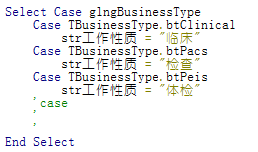 Select Case glngBusinessType
    Case TBusinessType.btClinical
        str工作性质 = "临床"
    Case TBusinessType.btPacs
        str工作性质 = "检查"
    Case TBusinessType.btPeis
        str工作性质 = "体检"
    'case
    '
    '
End Select